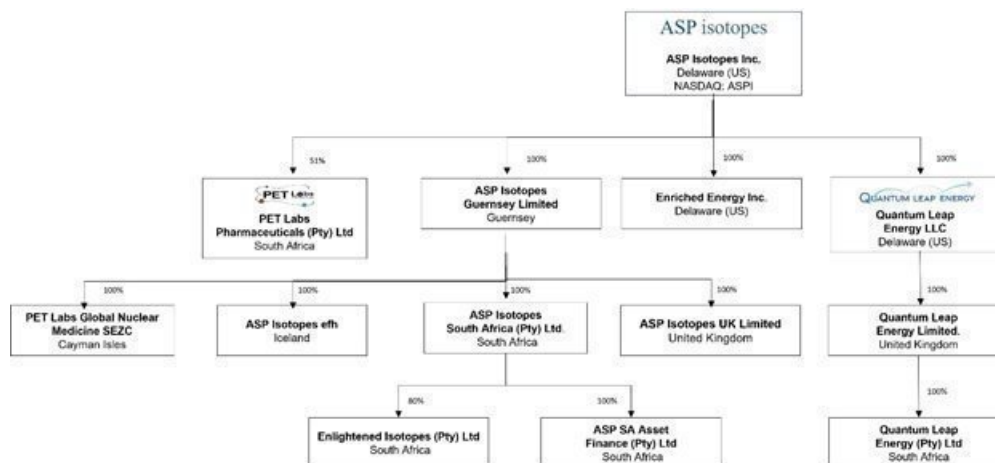 ASP isotopes
ASP Isotopes Inc.
Delaware (US)
NASDAQ: ASPI
51%
100%
100%
100%
PET Labs
PET Labs
Pharmaceuticals (Pty) Ltd
South Africa
ASP Isotopes
Guernsey Limited
Guernsey
Enriched Energy Inc.
Delaware (US)
QUANTUM LEAP ENERGY
Quantum Leap
Energy LLC
Delaware (US)
100%
100%
100%
100%
100%
PET Labs Global Nuclear
Medicine SEZC
Cayman Isles
ASP Isotopes efh
Iceland
ASP Isotopes
South Africa (Pty) Ltd.
South Africa
ASP Isotopes UK Limited
United Kingdom
Quantum Leap
Energy Limited.
United Kingdom
80%
100%
100%
Enlightened Isotopes (Pty) Ltd
South Africa
ASP SA Asset
Finance (Pty) Ltd
South Africa
Quantum Leap
Energy (Pty) Ltd
South Africa